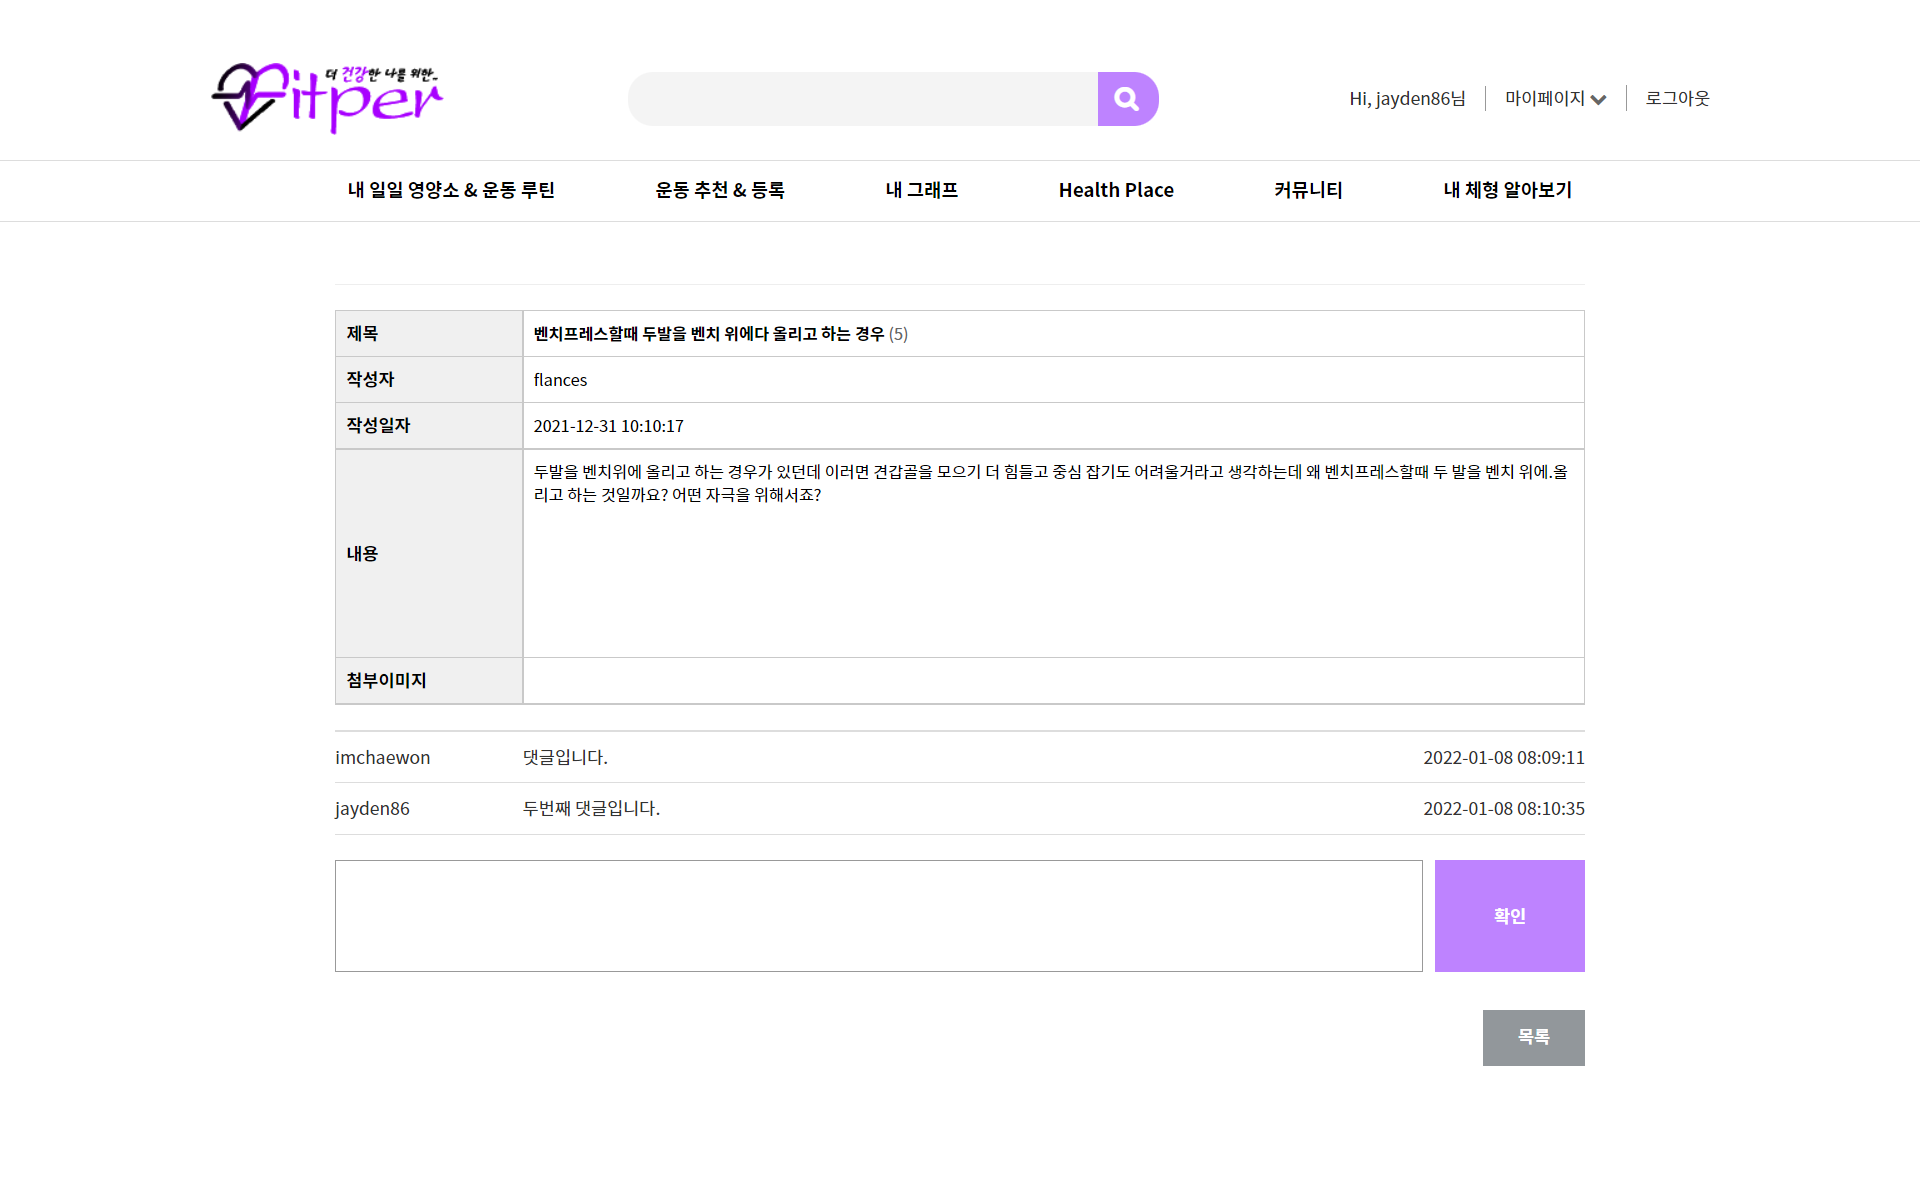 더 건강한 나를 위한..
Fitper
Hi, jayden86님
마이페이지
로그아웃
내 일일 영양소 & 운동 루틴
운동 추천 & 등록
내 그래프
Health Place
커뮤니티
내 체형 알아보기
제목
벤치프레스할때 두발을 벤치 위에다 올리고 하는 경우 (5)
작성자
flances
작성일자
2021-12-31 10:10:17
내용
두발을 벤치위에 올리고 하는 경우가 있던데 이러면 견갑골을 모으기 더 힘들고 중심 잡기도 어려울거라고 생각하는데 왜 벤치프레스할때 두 발을 벤치 위에.올
리고 하는 것일까요? 어떤 자극을 위해서죠?
첨부이미지
imchaewon 댓글입니다. 2022-01-08 08:09:11
jayden86 두번째 댓글입니다. 2022-01-08 08:10:35
확인
목록